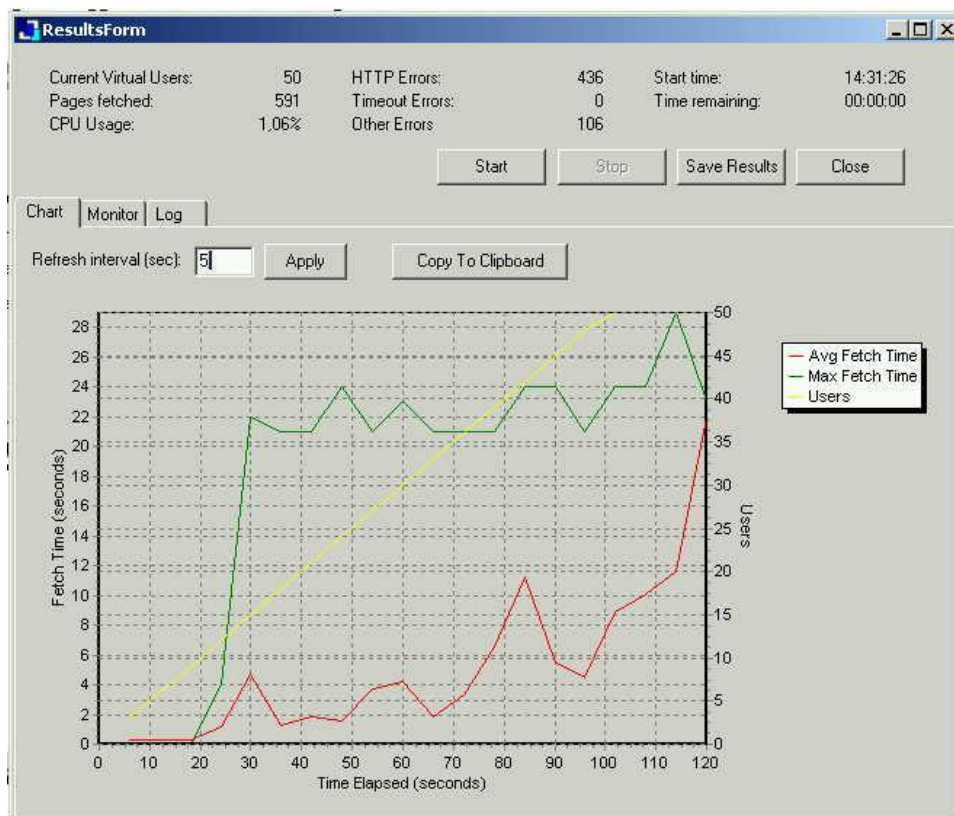 ResultsForm
Current Virtual Users: 50 HTTP Errors: 436 Start time: 14:31:26
Pages fetched: 591 Timeout Errors: 0 Time remaining: 00:00:00
CPU Usage: 1,06% Other Errors 106
Start Stop Save Results Close
Chart Monitor Log
Refresh interval (sec): 5 Apply Copy To Clipboard
28
26
24
22
20
18
16
14
12
10
8
6
4
2
0
Fetch Time (seconds)
0 10 20 30 40 50 60 70 80 90 100 110 120
Time Elapsed (seconds)
50
45
40
35
30
25
20
15
10
5
0
Users
Avg Fetch Time
Max Fetch Time
Users